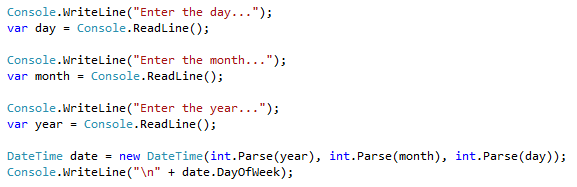 Console.WriteLine("Enter the day...");
var day = Console.ReadLine();
Console.WriteLine("Enter the month...");
var month = Console.ReadLine();
Console.WriteLine("Enter the year...");
var year = Console.ReadLine();
DateTime date = new DateTime(int.Parse(year), int.Parse(month), int.Parse(day));
Console.WriteLine("\n" + date.DayOfWeek);